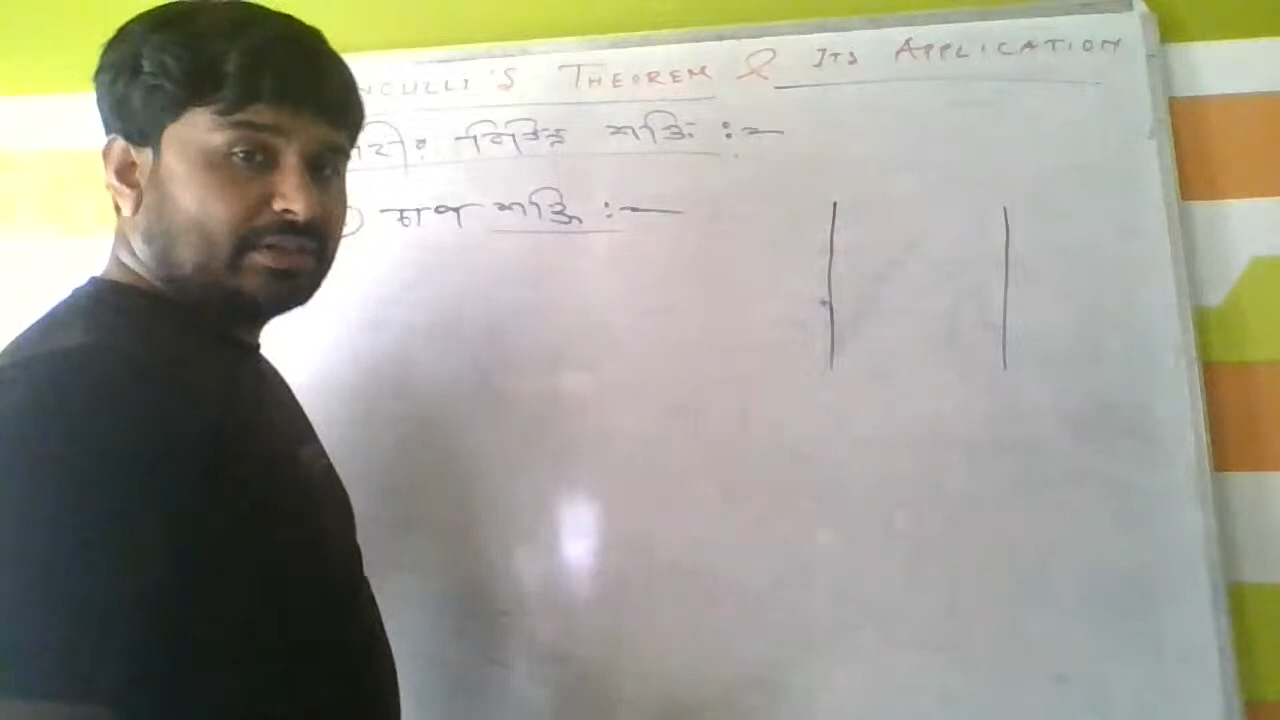 NOULLI'S THEOREM & ITS APPLICATION
বিভিন্ন শক্তি :-
) চাপ শক্তি :-